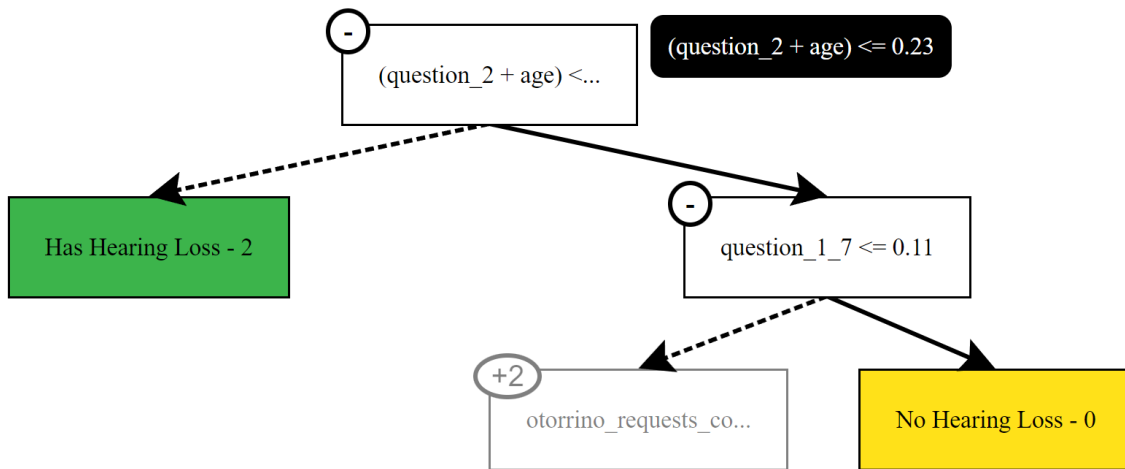 -
(question_2 + age) <...
(question_2 + age) <= 0.23
Has Hearing Loss - 2
-
question_1_7 <= 0.11
+2
otorrino_requests_co...
No Hearing Loss - 0